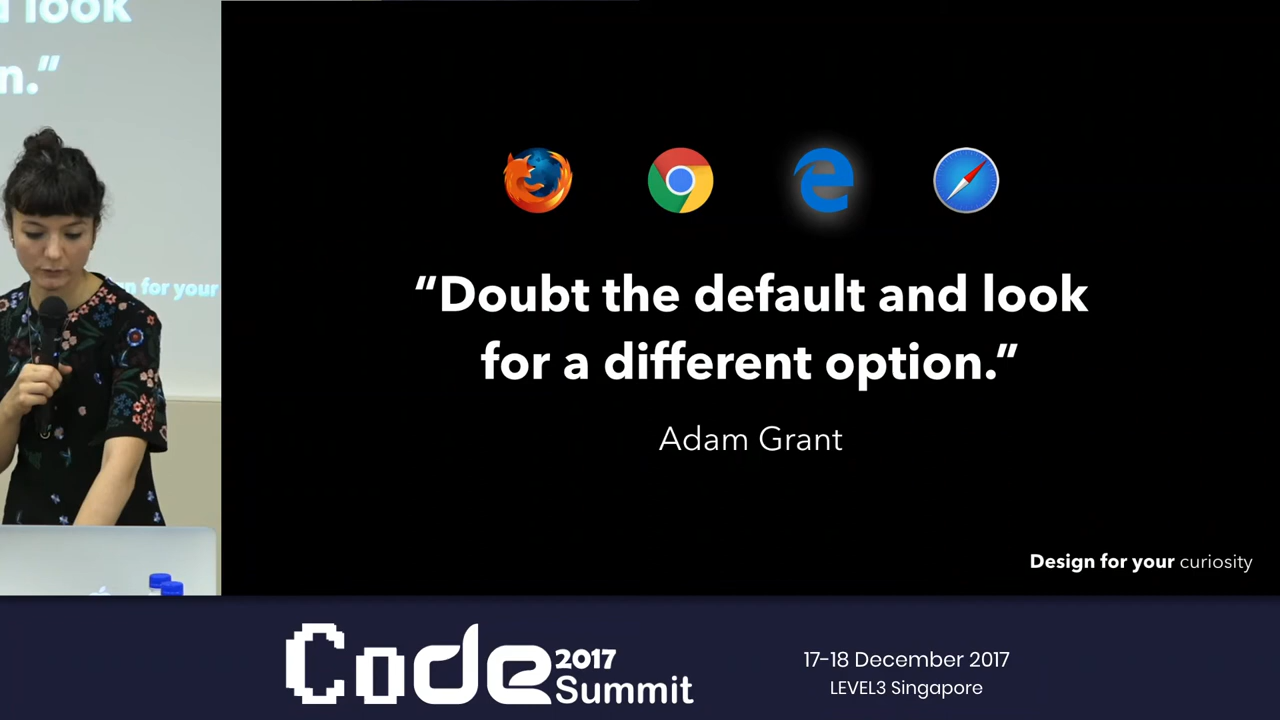 d look
n.”
n for your
“Doubt the default and look
for a different option.”
Adam Grant
Design for your curiosity
Code 2017 Summit
17-18 December 2017
LEVEL3 Singapore